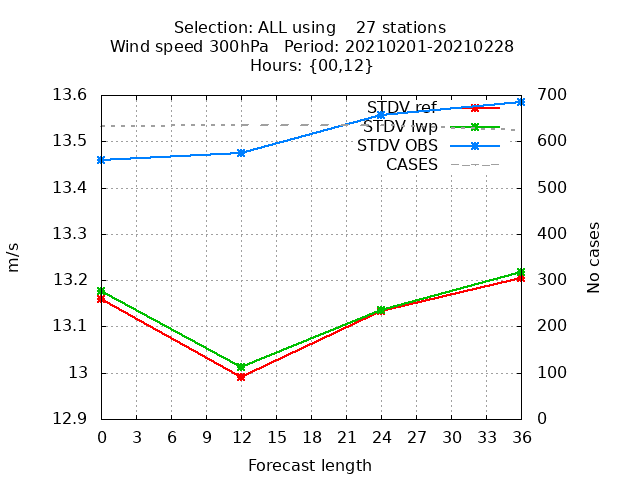 Selection: ALL using    27 stations
Wind speed 300hPa   Period: 20210201-20210228
Hours: {00,12}
13.6
13.5
13.4
13.3
13.2
13.1
13
12.9
m/s
STDV ref
STDV lwp
STDV OBS
CASES
700
600
500
400
300
200
100
0
No cases
0 3 6 9 12 15 18 21 24 27 30 33 36
Forecast length